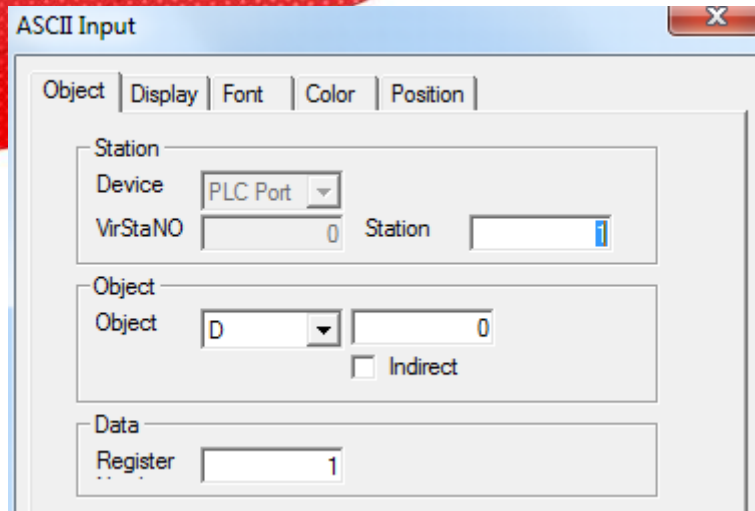 ASCII Input
Object Display Font Color Position
Station
Device PLC Port
VirStaNO 0 Station 1
Object
Object D 0
Indirect
Data
Register 1